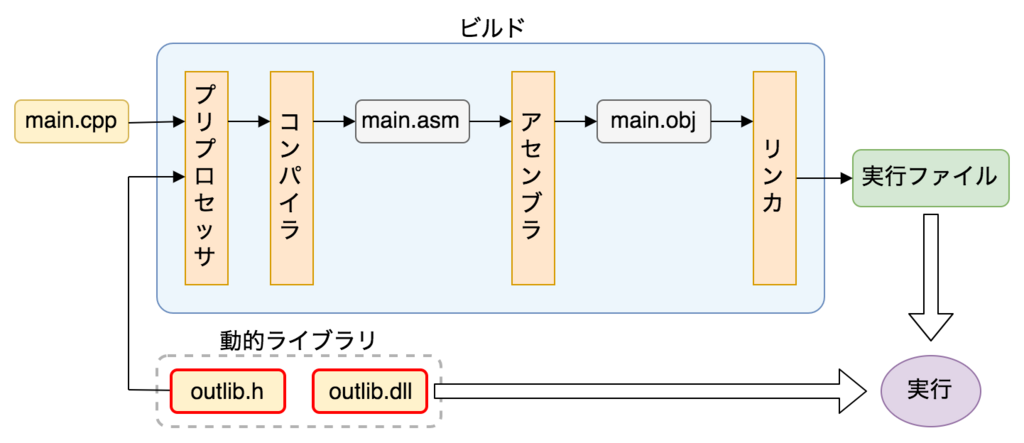 ビルド
main.cpp
プリプロセッサ
コンパイラ
main.asm
アセンブラ
main.obj
リンカ
実行ファイル
動的ライブラリ
outlib.h
outlib.dll
実行